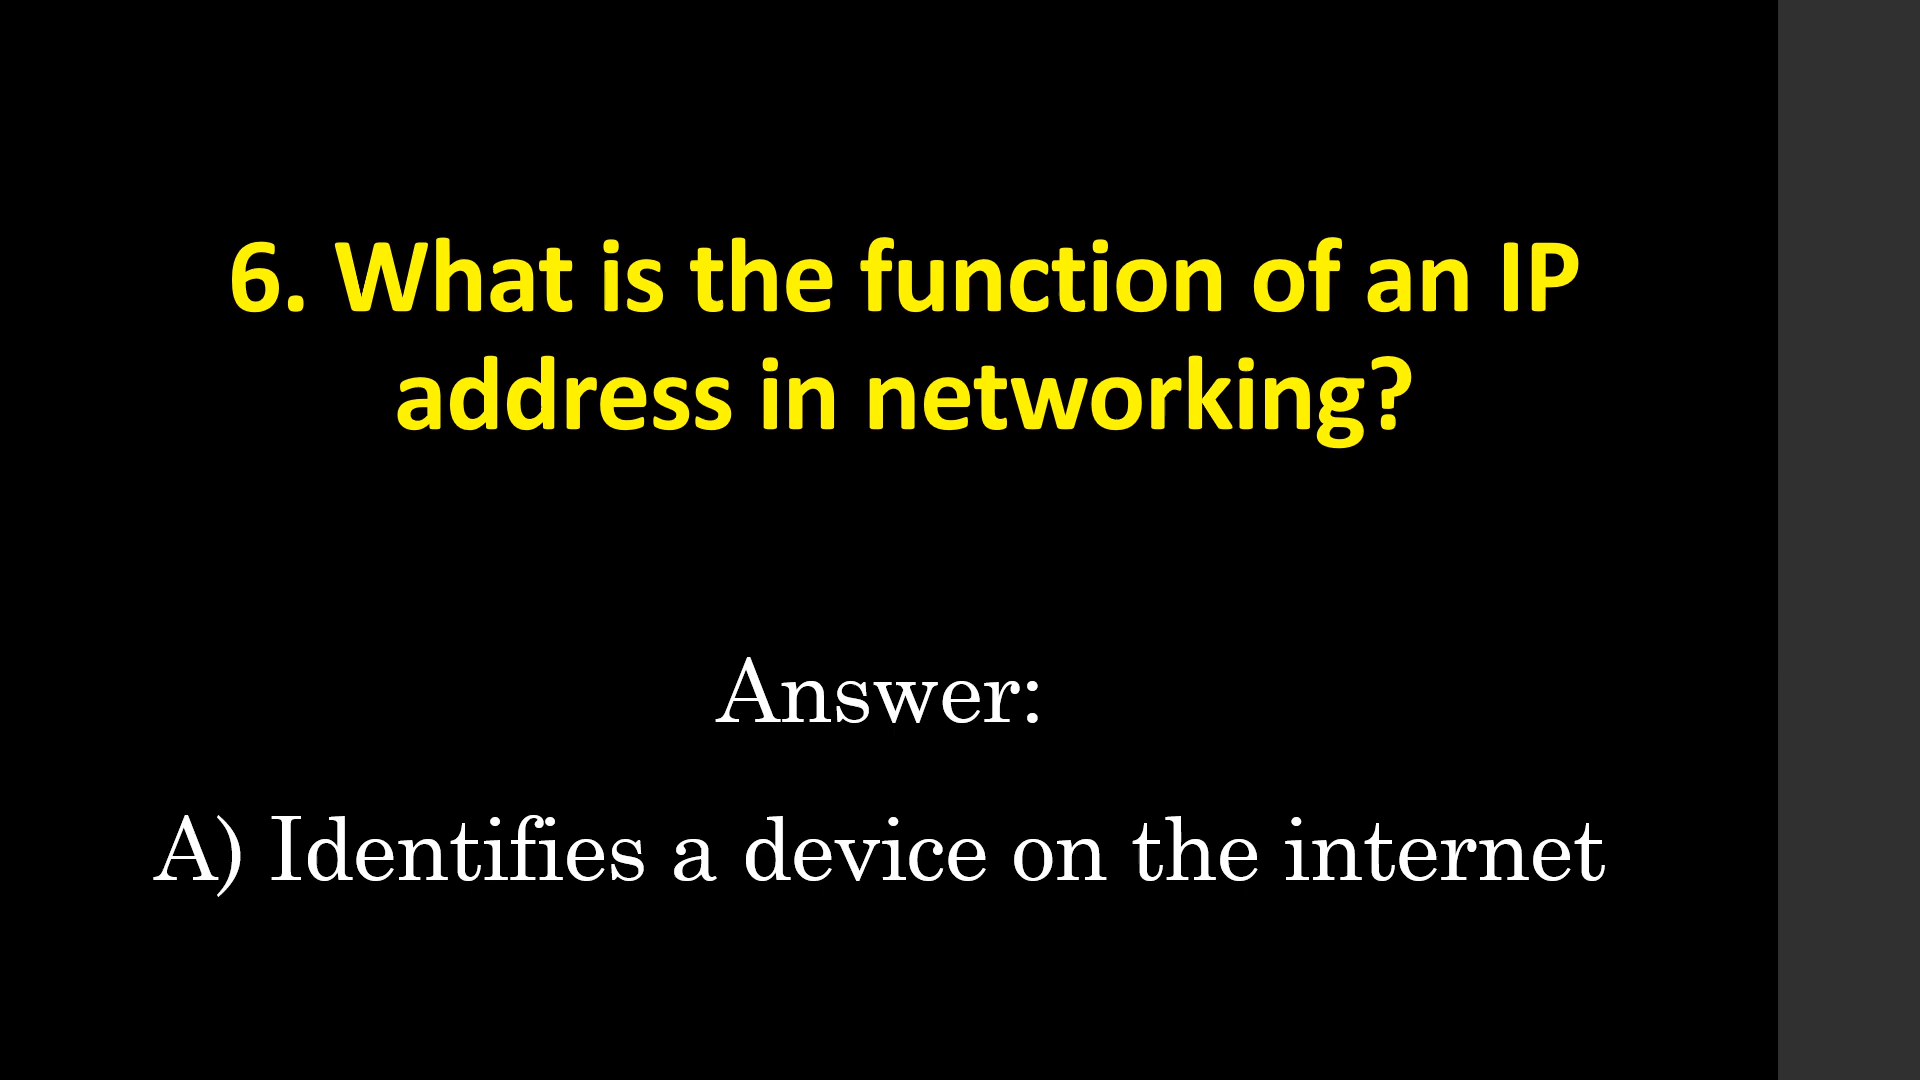 6. What is the function of an IP
address in networking?
Answer:
A) Identifies a device on the internet